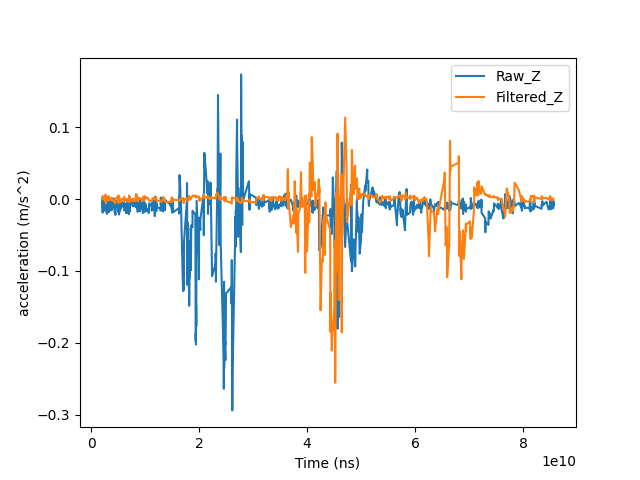 Raw_Z
Filtered_Z
0.1
0.0
−0.1
−0.2
−0.3
acceleration (m/s^2)
0
2
4
6
8
1e10
Time (ns)